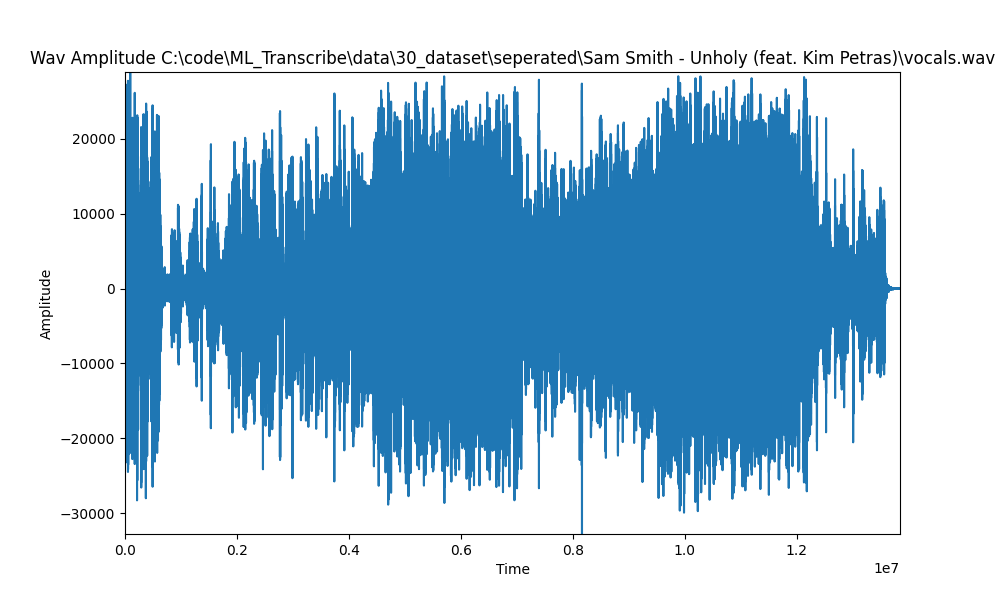 Wav Amplitude C:\code\ML_Transcribe\data\30_dataset\seperated\Sam Smith - Unholy (feat. Kim Petras)\vocals.wav
20000
10000
0
−10000
−20000
−30000
Amplitude
0.0 0.2 0.4 0.6 0.8 1.0 1.2
1e7
Time